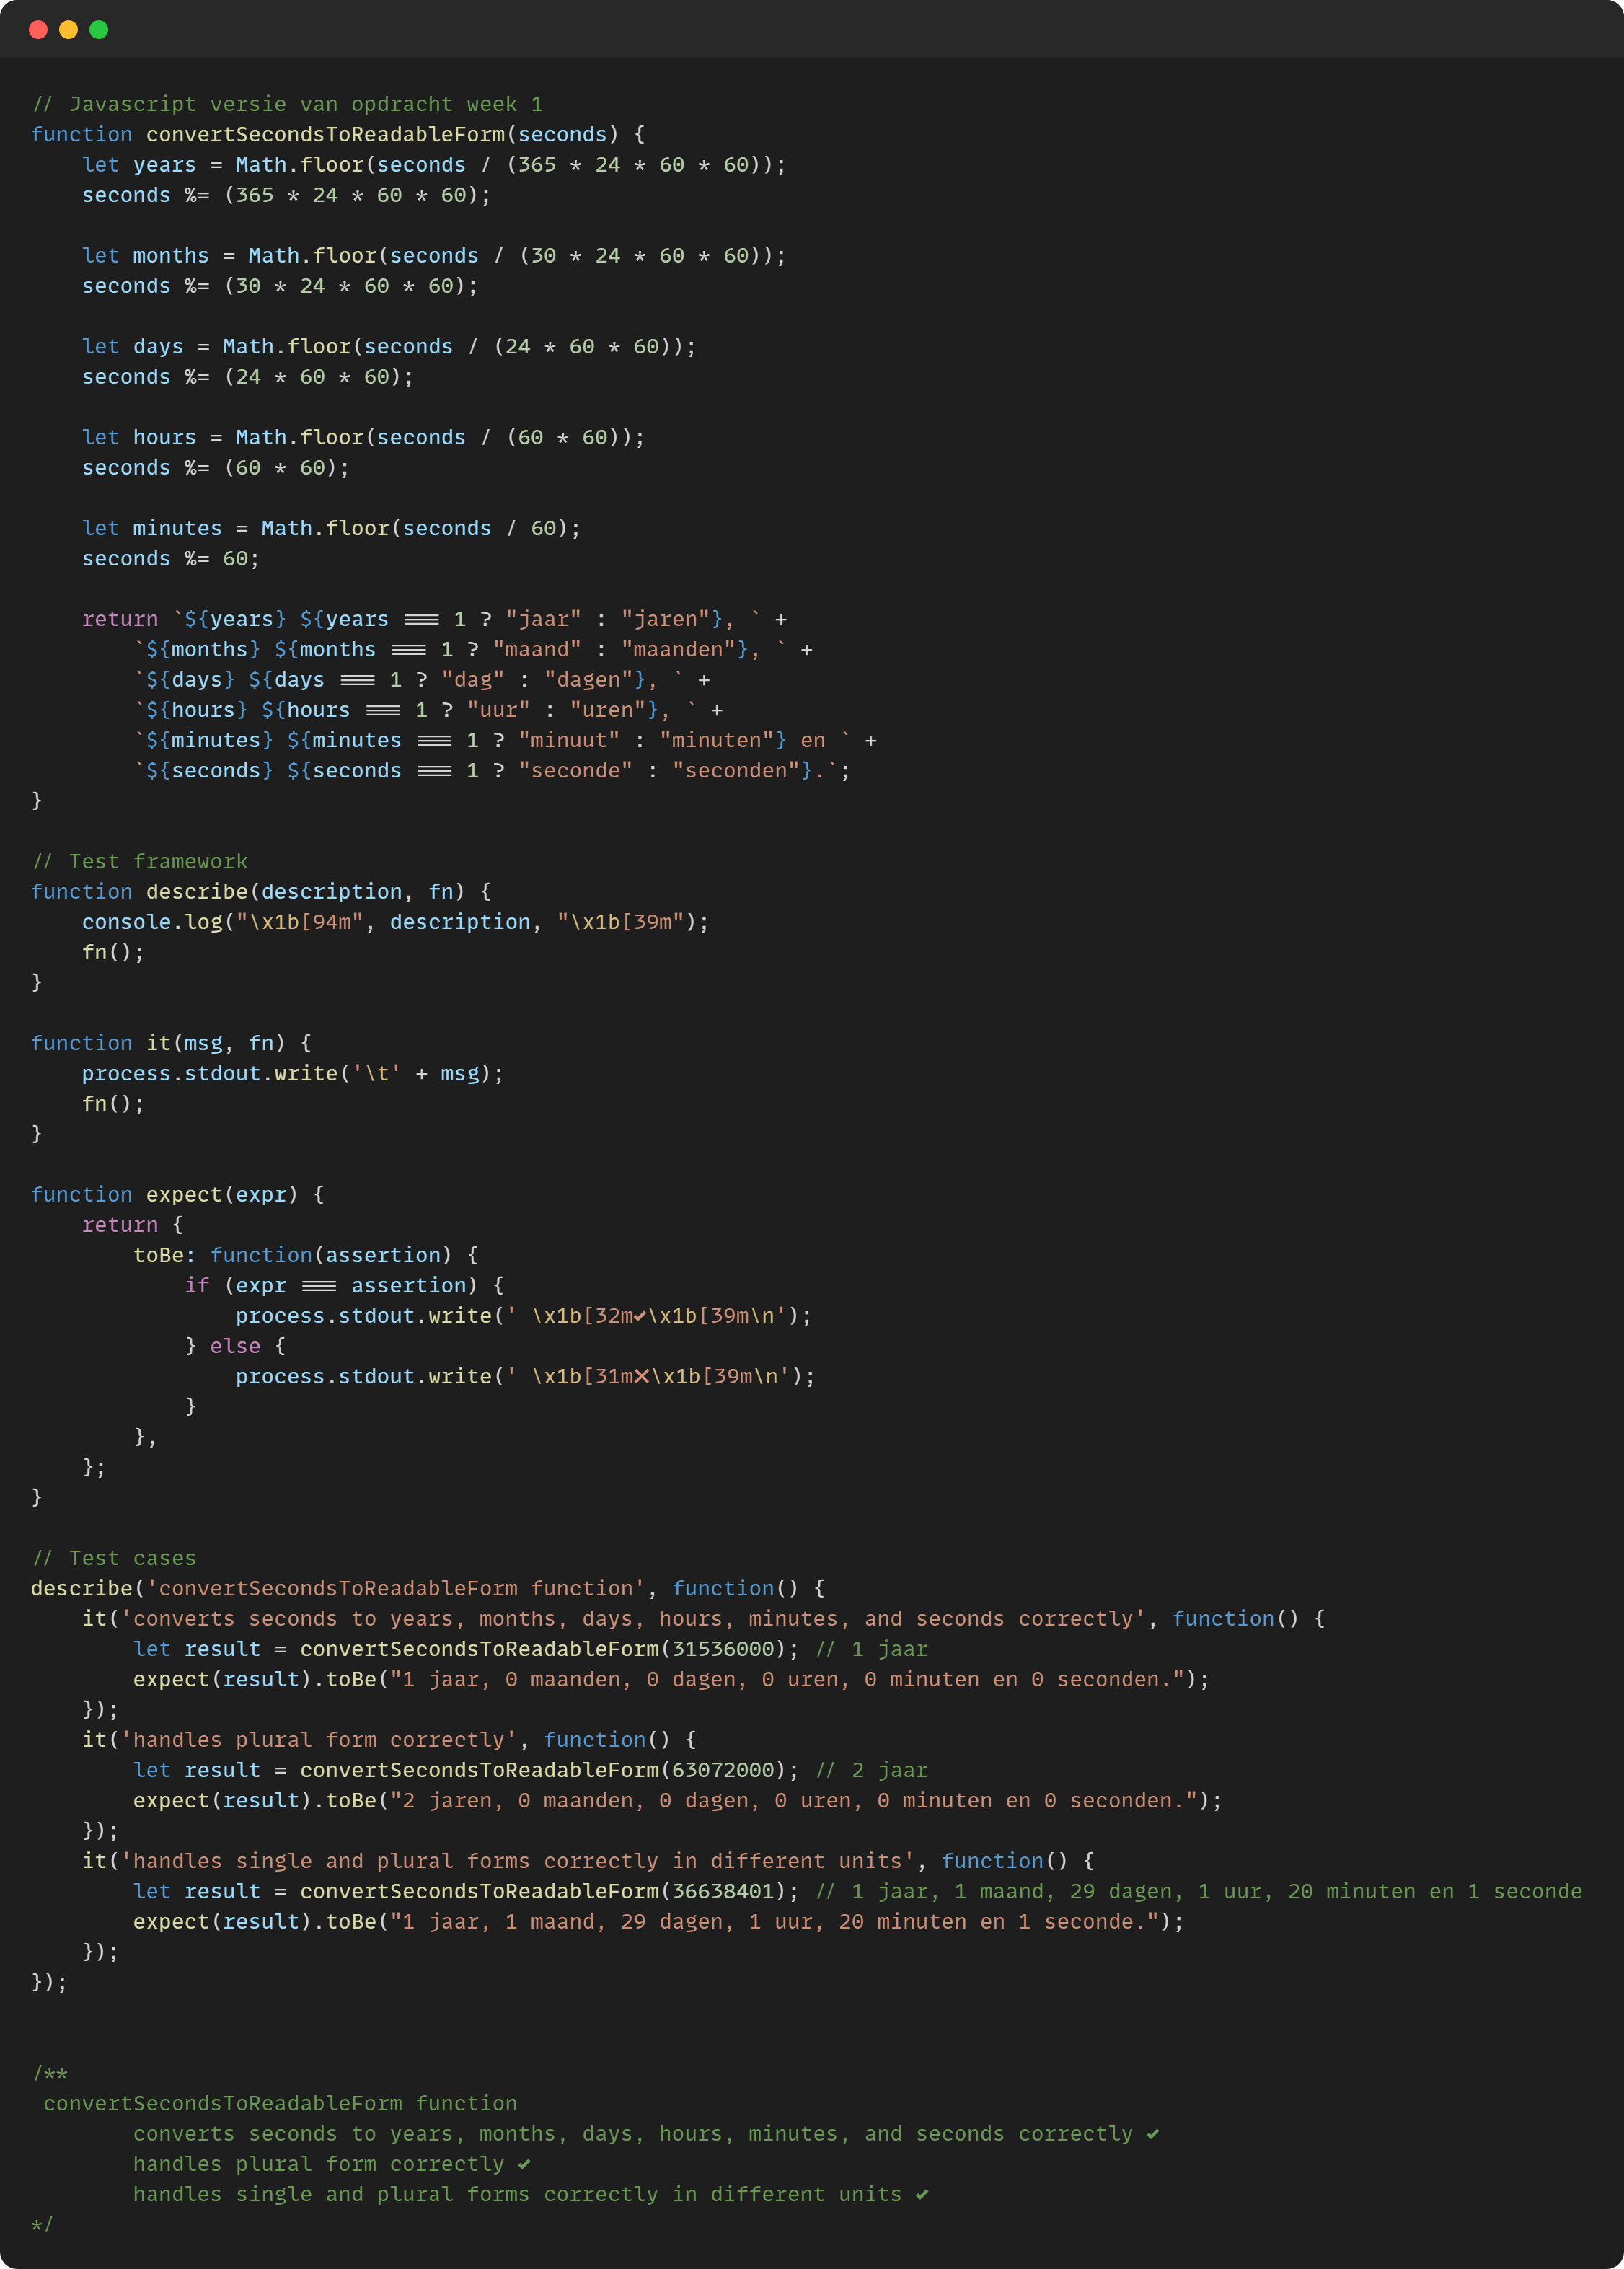 // Javascript versie van opdracht week 1
function convertSecondsToReadableForm(seconds) {
    let years = Math.floor(seconds / (365 * 24 * 60 * 60));
    seconds %= (365 * 24 * 60 * 60);

    let months = Math.floor(seconds / (30 * 24 * 60 * 60));
    seconds %= (30 * 24 * 60 * 60);

    let days = Math.floor(seconds / (24 * 60 * 60));
    seconds %= (24 * 60 * 60);

    let hours = Math.floor(seconds / (60 * 60));
    seconds %= (60 * 60);

    let minutes = Math.floor(seconds / 60);
    seconds %= 60;

    return `${years} ${years === 1 ? "jaar" : "jaren"}, ` +
        `${months} ${months === 1 ? "maand" : "maanden"}, ` +
        `${days} ${days === 1 ? "dag" : "dagen"}, ` +
        `${hours} ${hours === 1 ? "uur" : "uren"}, ` +
        `${minutes} ${minutes === 1 ? "minuut" : "minuten"} en ` +
        `${seconds} ${seconds === 1 ? "seconde" : "seconden"}.`;
}

// Test framework
function describe(description, fn) {
    console.log("\x1b[94m", description, "\x1b[39m");
    fn();
}

function it(msg, fn) {
    process.stdout.write('\t' + msg);
    fn();
}

function expect(expr) {
    return {
        toBe: function(assertion) {
            if (expr === assertion) {
                process.stdout.write(' \x1b[32m✔\x1b[39m\n');
            } else {
                process.stdout.write(' \x1b[31m✘\x1b[39m\n');
            }
        },
    };
}

// Test cases
describe('convertSecondsToReadableForm function', function() {
    it('converts seconds to years, months, days, hours, minutes, and seconds correctly', function() {
        let result = convertSecondsToReadableForm(31536000); // 1 jaar
        expect(result).toBe("1 jaar, 0 maanden, 0 dagen, 0 uren, 0 minuten en 0 seconden.");
    });
    it('handles plural form correctly', function() {
        let result = convertSecondsToReadableForm(63072000); // 2 jaar
        expect(result).toBe("2 jaren, 0 maanden, 0 dagen, 0 uren, 0 minuten en 0 seconden.");
    });
    it('handles single and plural forms correctly in different units', function() {
        let result = convertSecondsToReadableForm(36638401); // 1 jaar, 1 maand, 29 dagen, 1 uur, 20 minuten en 1 seconde
        expect(result).toBe("1 jaar, 1 maand, 29 dagen, 1 uur, 20 minuten en 1 seconde.");
    });
});

/**
 convertSecondsToReadableForm function
        converts seconds to years, months, days, hours, minutes, and seconds correctly ✔
        handles plural form correctly ✔
        handles single and plural forms correctly in different units ✔
*/